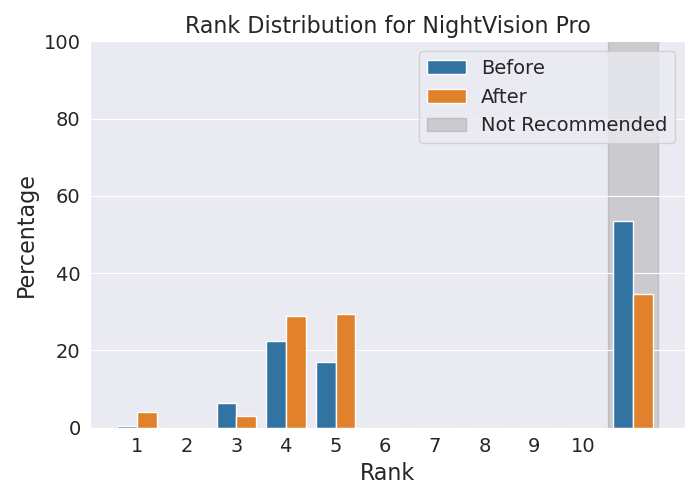 Rank Distribution for NightVision Pro
Before
After
Not Recommended
Percentage
100
80
60
40
20
0
1 2 3 4 5 6 7 8 9 10
Rank